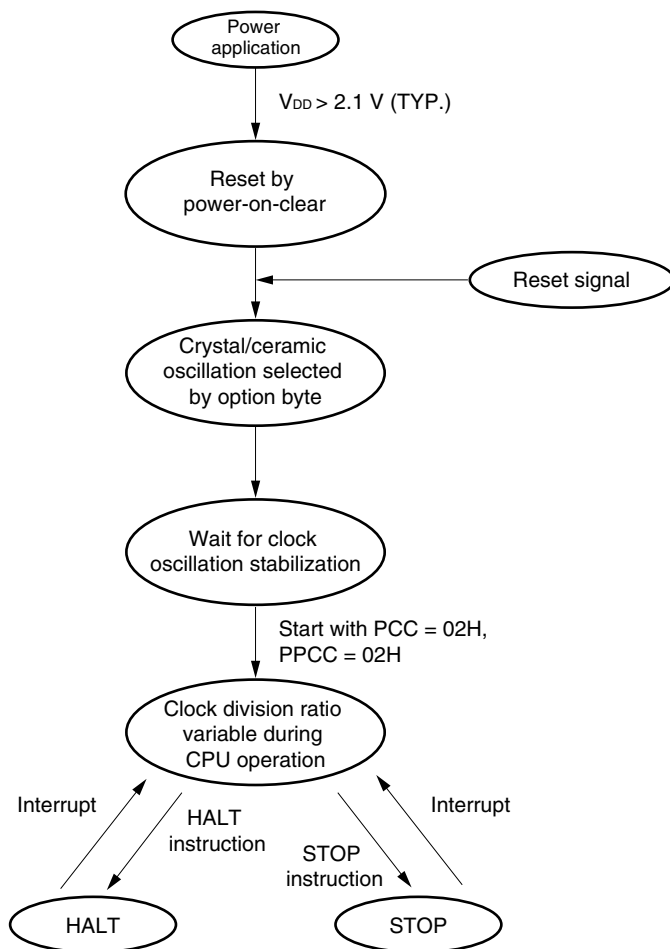 Power
application
VDD > 2.1 V (TYP.)
Reset by
power-on-clear
Reset signal
Crystal/ceramic
oscillation selected
by option byte
Wait for clock
oscillation stabilization
Start with PCC = 02H,
PPCC = 02H
Clock division ratio
variable during
CPU operation
Interrupt
HALT
instruction
STOP
instruction
Interrupt
HALT
STOP